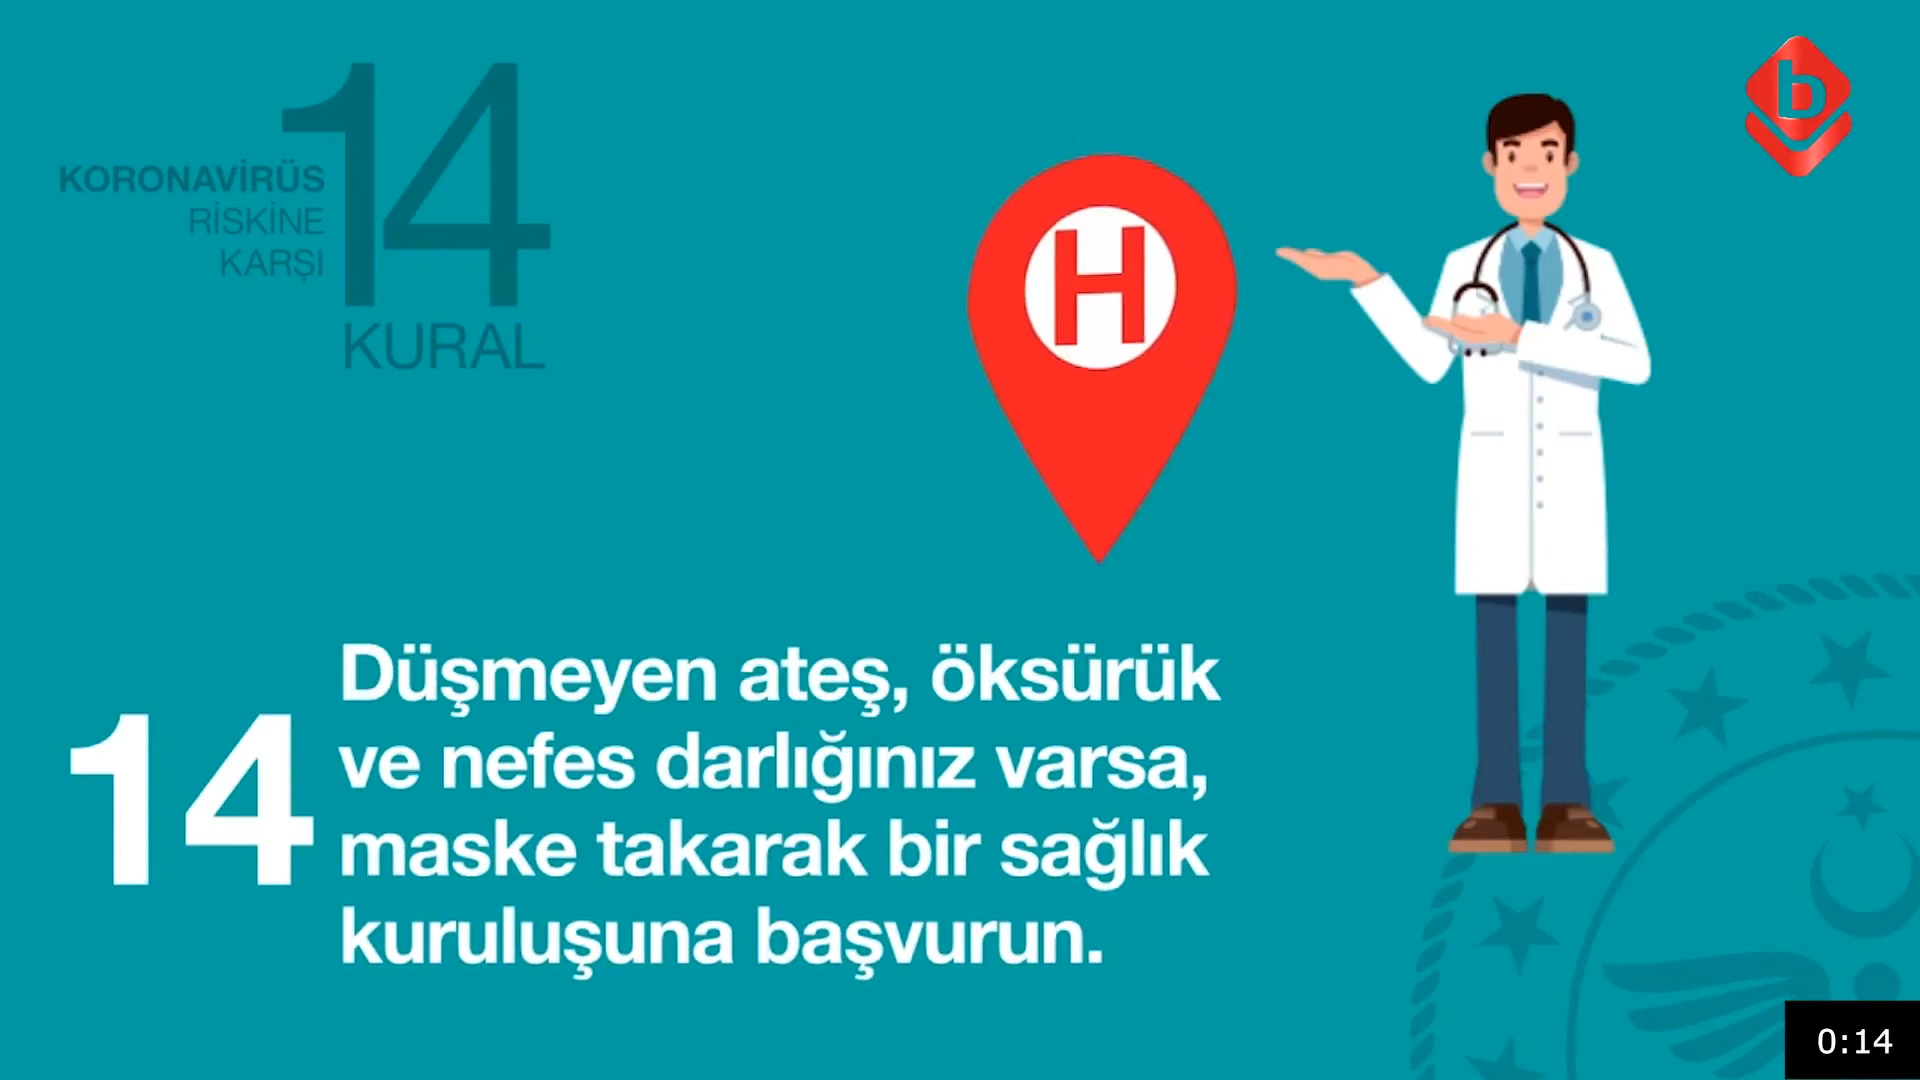 14
KORONAVİRÜS
RİSKİNE
KARŞI
KURAL
b
H
14
Düşmeyen ateş, öksürük
ve nefes darlığınız varsa,
maske takarak bir sağlık
kuruluşuna başvurun.
0:14